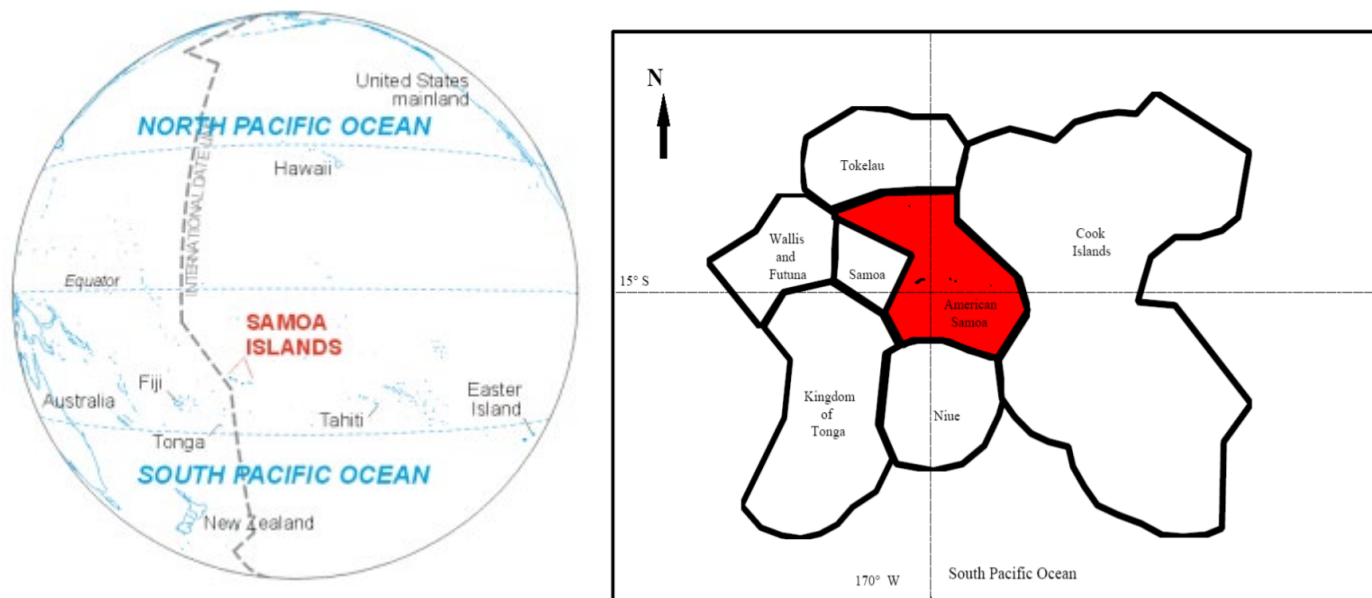 United States
mainland
NORTH PACIFIC OCEAN
Hawaii
INTERNATIONAL DATE LINE
Equator
SAMOA
ISLANDS
Fiji
Australia
Tonga
Tahiti
Easter
Island
SOUTH PACIFIC OCEAN
New Zealand
N
Tokelau
Wallis
and
Futuna
Samoa
Cook
Islands
15° S
American
Samoa
Kingdom
of
Tonga
Niue
170° W
South Pacific Ocean